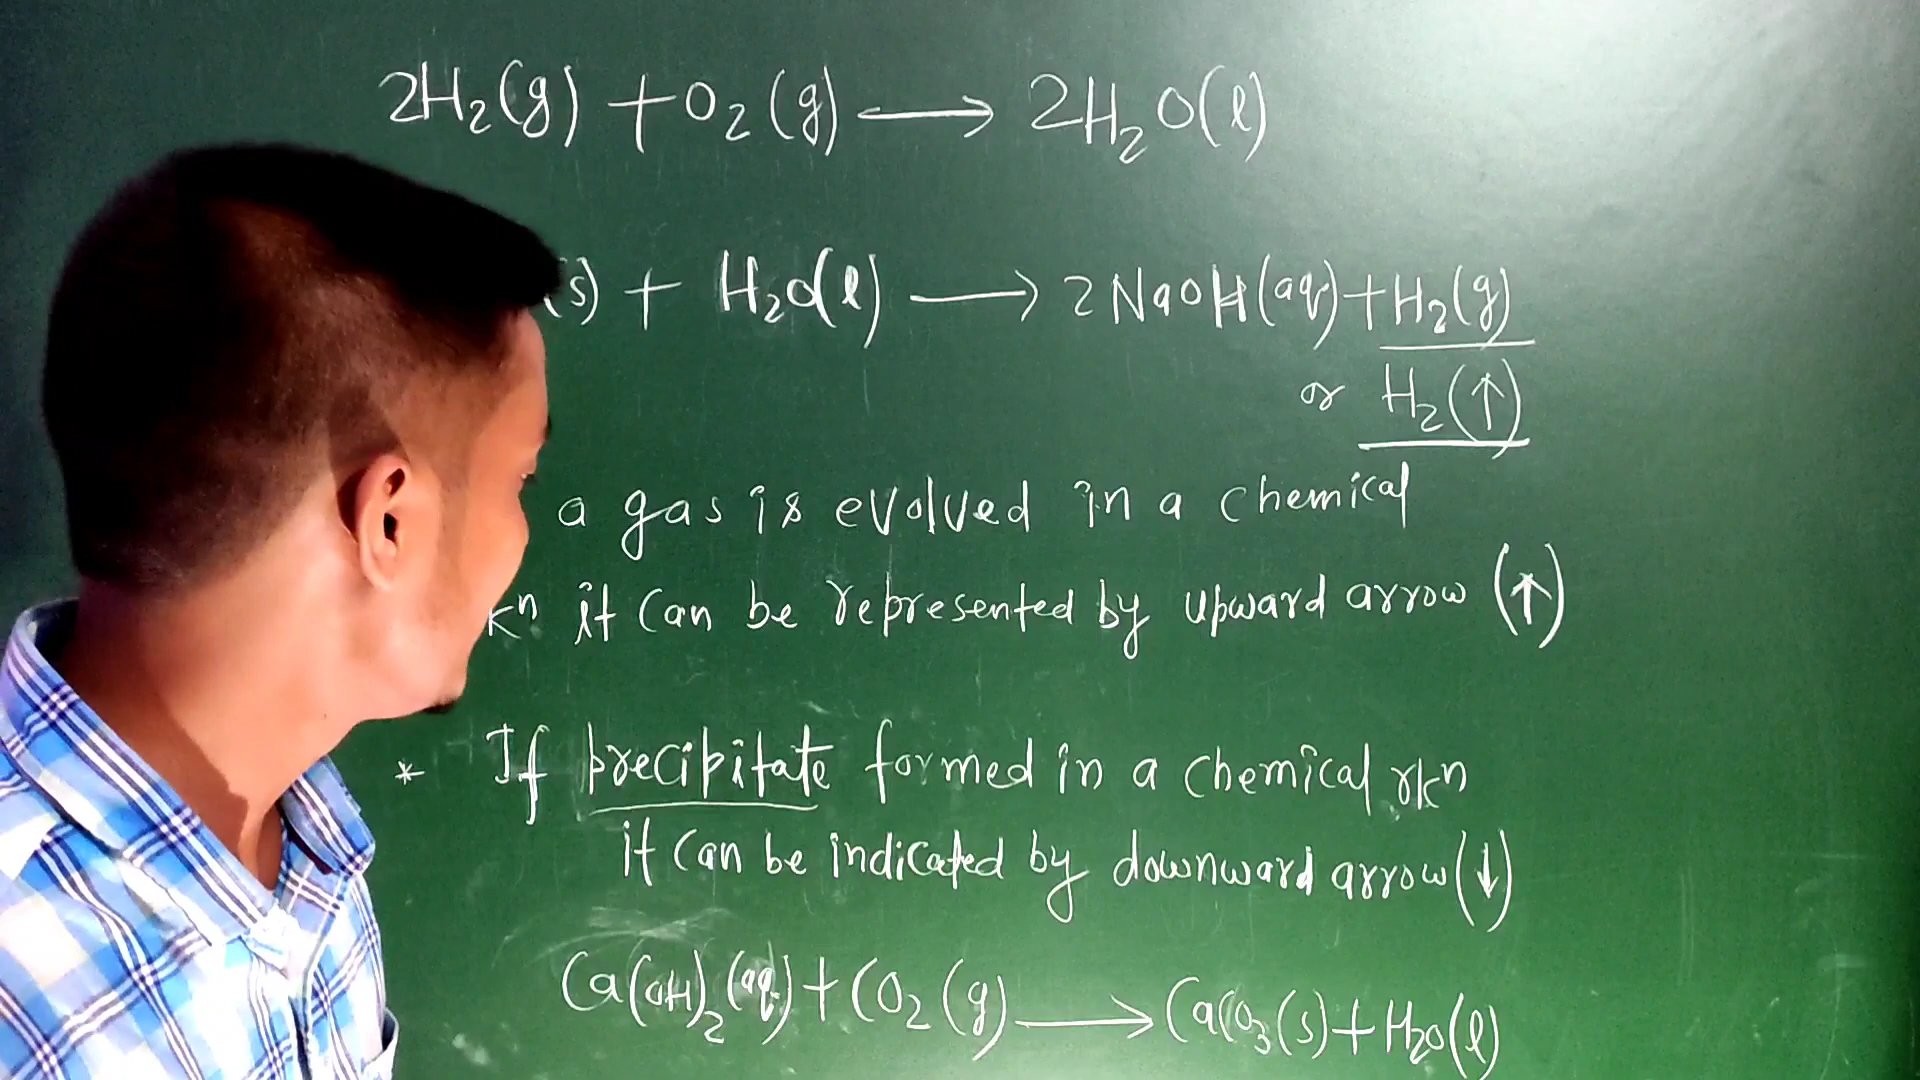 2H₂(g) + O₂(g) ⟶ 2H₂O(l)
(s) + H₂O(l) ⟶ 2NaOH(aq) + H₂(g)
or H₂(↑)
a gas is evolved in a chemical
kⁿ it can be represented by upward arrow (↑)
* If precipitate formed in a chemical rkⁿ
it can be indicated by downward arrow (↓)
Ca(OH)₂(aq) + CO₂(g) ⟶ CaCO₃(s) + H₂O(l)